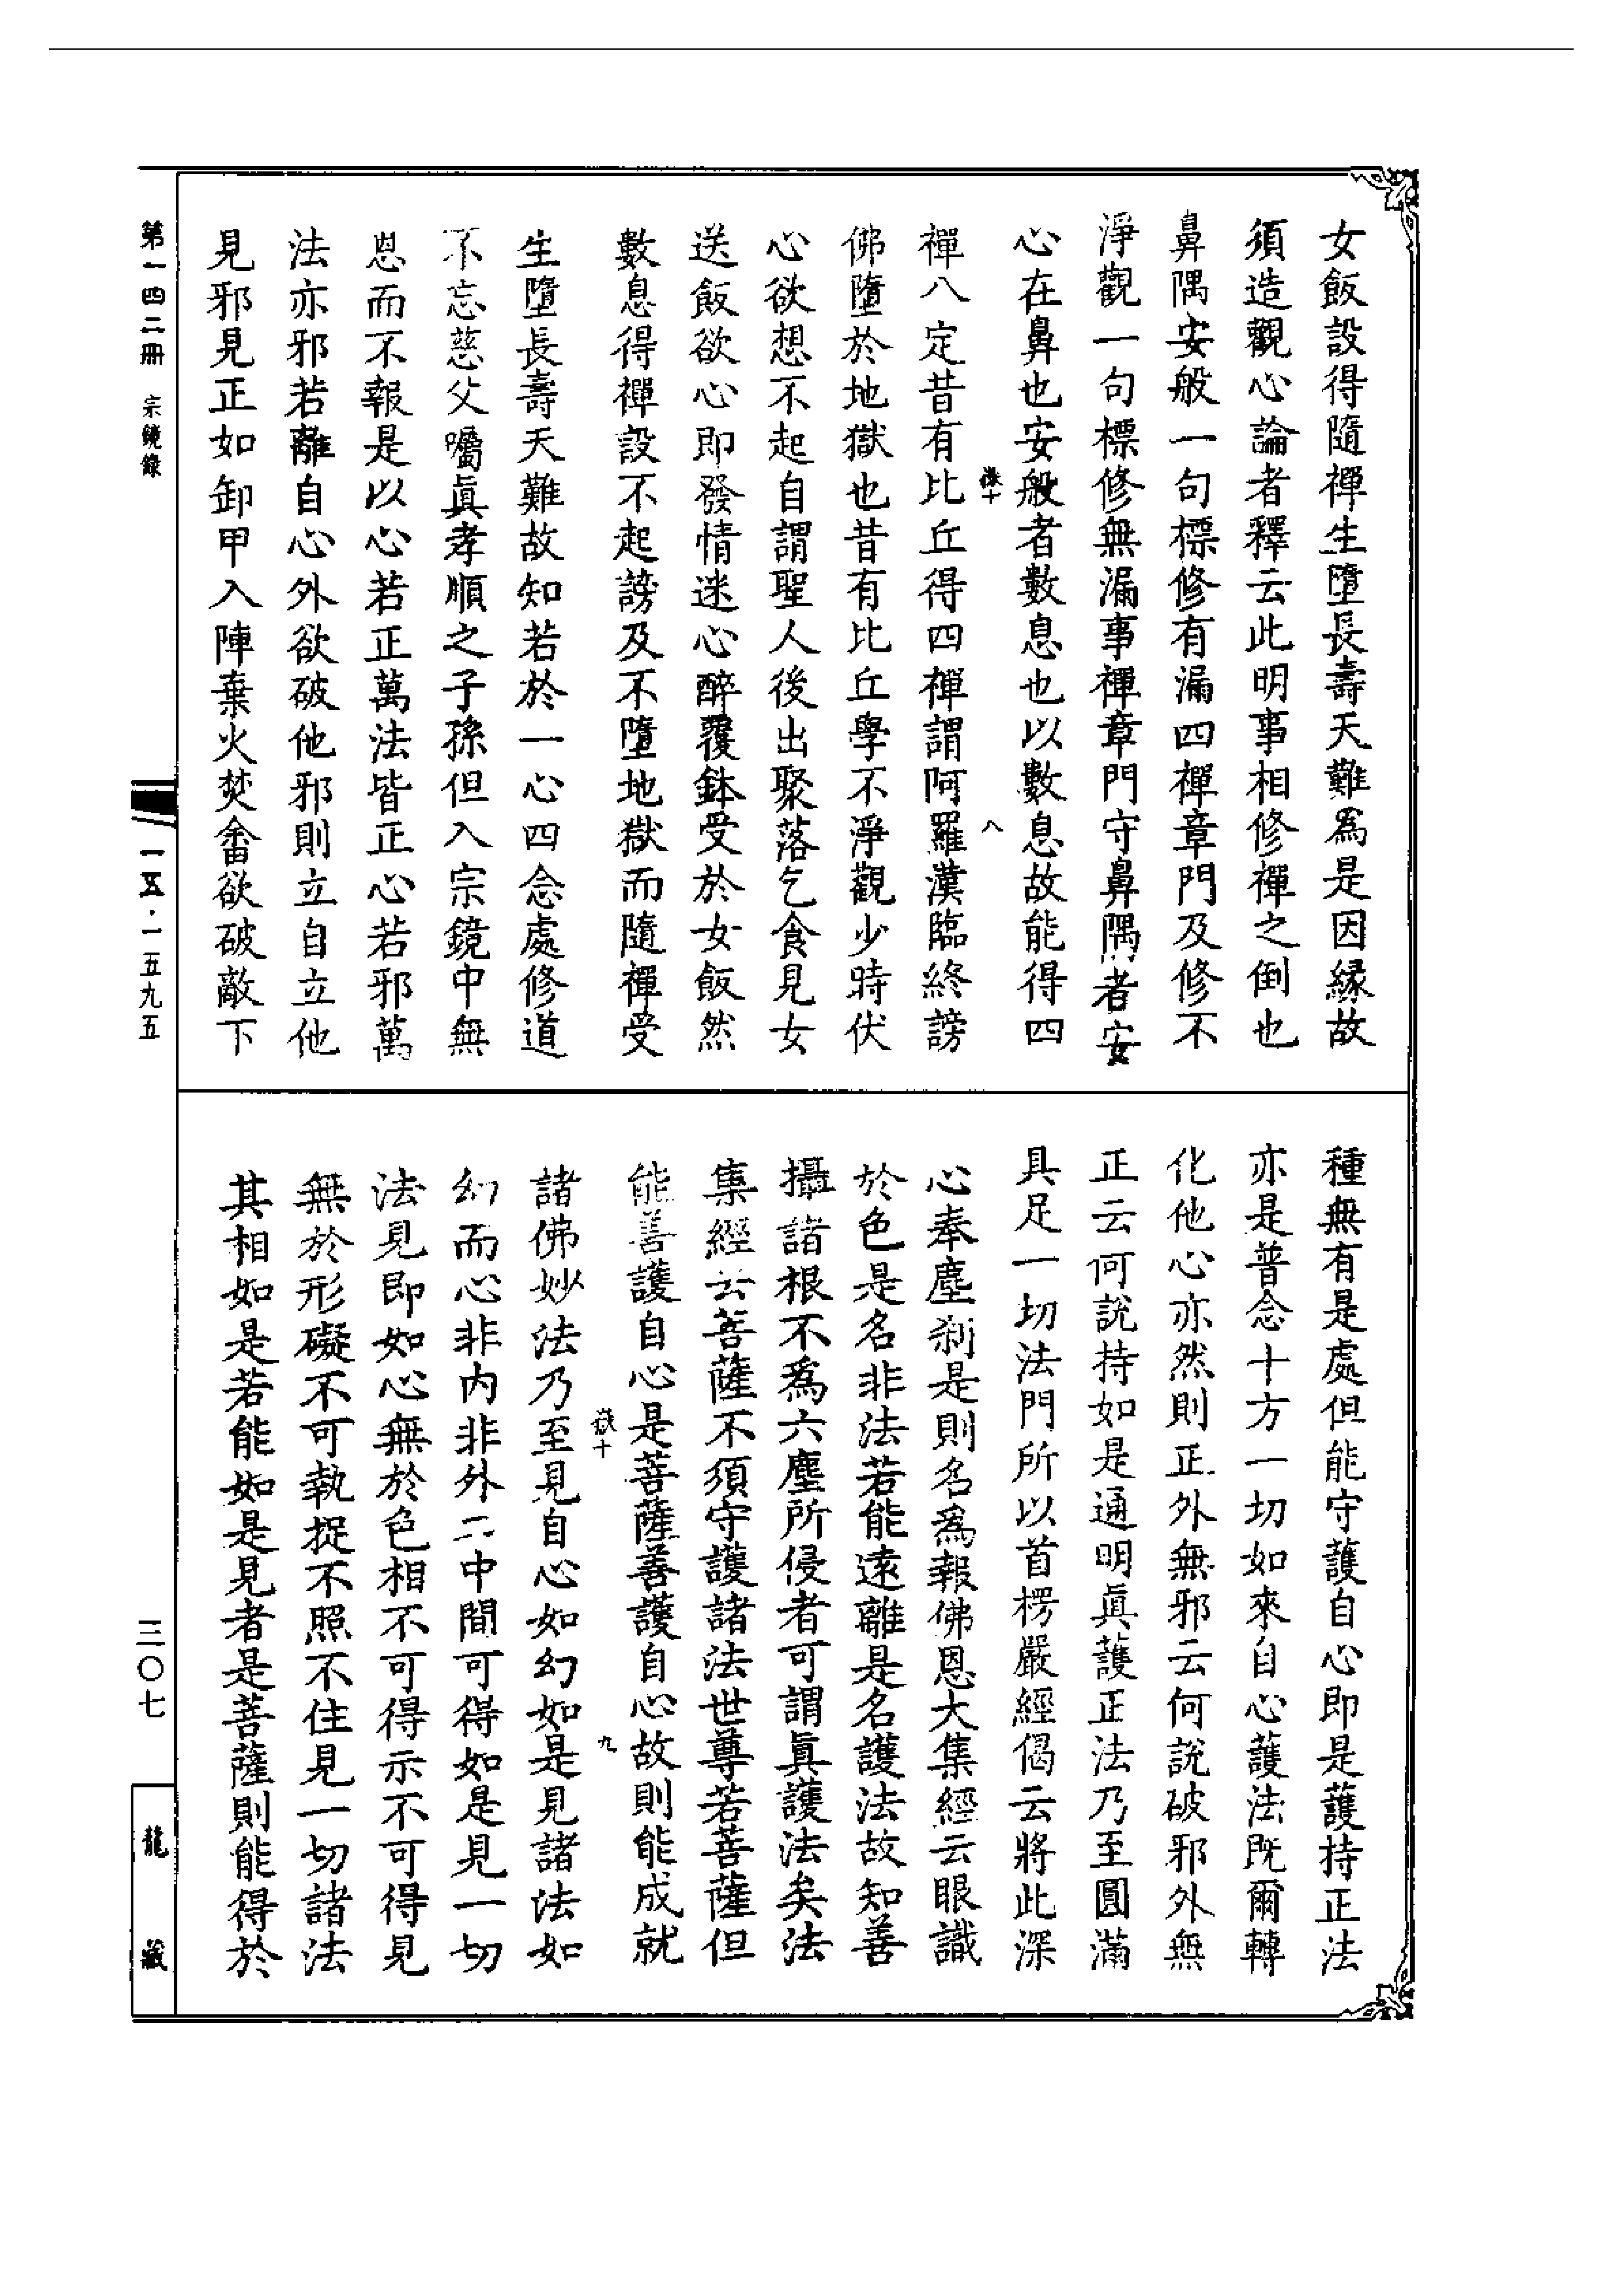 女飯設得隨禪生墮長壽天難為是因緣故
須造觀心論者釋云此明事相修禪之倒也
鼻隅安般一句標修有漏四禪章門及修不
淨觀一句標修無漏事禪章門守鼻隅者安
心在鼻也安般者數息也以數息故能得四
八
禪八定昔有比丘得四禪謂阿羅漢臨終謗
佛墮於地獄也昔有比丘學不淨觀少時伏
心欲想不起自謂聖人後出聚落乞食見女
送飯欲心即發情迷心醉覆鉢受於女飯然
數息得禪設不起謗及不墮地獄而隨禪受
生墮長壽天難故知若於一心四念處修道
不忘慈父囑真孝順之子孫但入宗鏡中無
恩而不報是以心若正萬法皆正心若邪萬
法亦邪若離自心外欲破他邪則立自立他
見邪見正如卸甲入陣棄火焚畬欲破敵下
種無有是處但能守護自心即是護持正法
亦是普念十方一切如來自心護法既爾轉
化他心亦然則正外無邪云何說破邪外無
正云何說持如是通明真護正法乃至圓滿
具足一切法門所以首楞嚴經偈云將此深
心奉塵剎是則名為報佛恩大集經云眼識
於色是名非法若能遠離是名護法故知善
攝諸根不為六塵所侵者可謂真護法矣法
集經云菩薩不須守護諸法世尊若菩薩但
能善護自心是菩薩善護自心故則能成就
九
諸佛妙法乃至見自心如幻如是見諸法如
幻而心非內非外二中間可得如是見一切
法見即如心無於色相不可得示不可得見
無於形礙不可執捉不照不住見一切諸法
其相如是若能如是見者是菩薩則能得於
第一四二冊 宗鏡錄
一五·一五九五
三〇七
龍藏